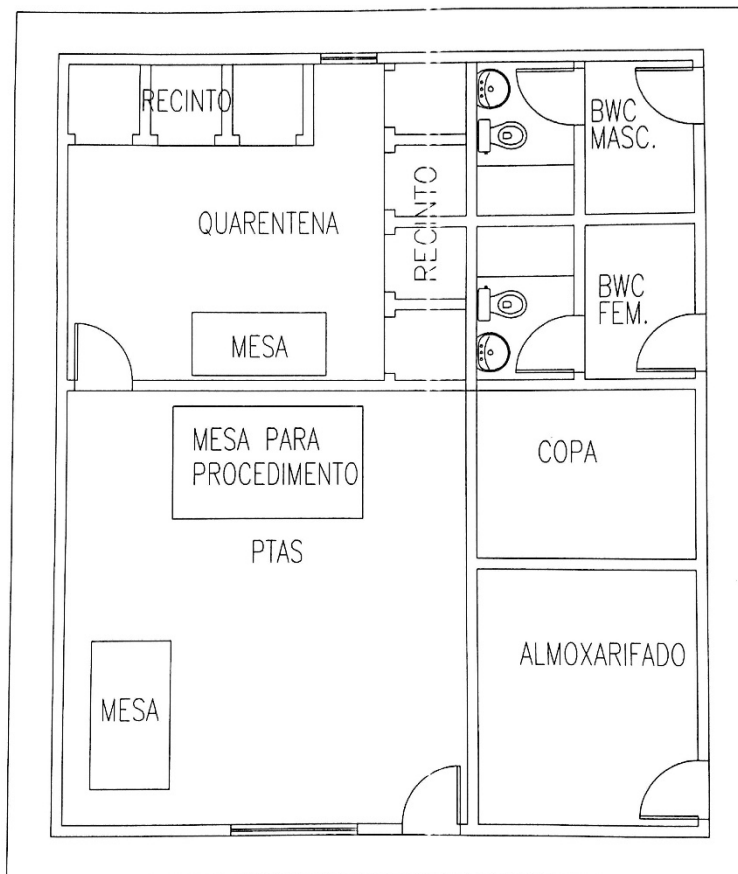 RECINTO
BWC
MASC.
QUARENTENA
RECINTO
BWC
FEM.
MESA
MESA PARA
PROCEDIMENTO
COPA
PTAS
ALMOXARIFADO
MESA